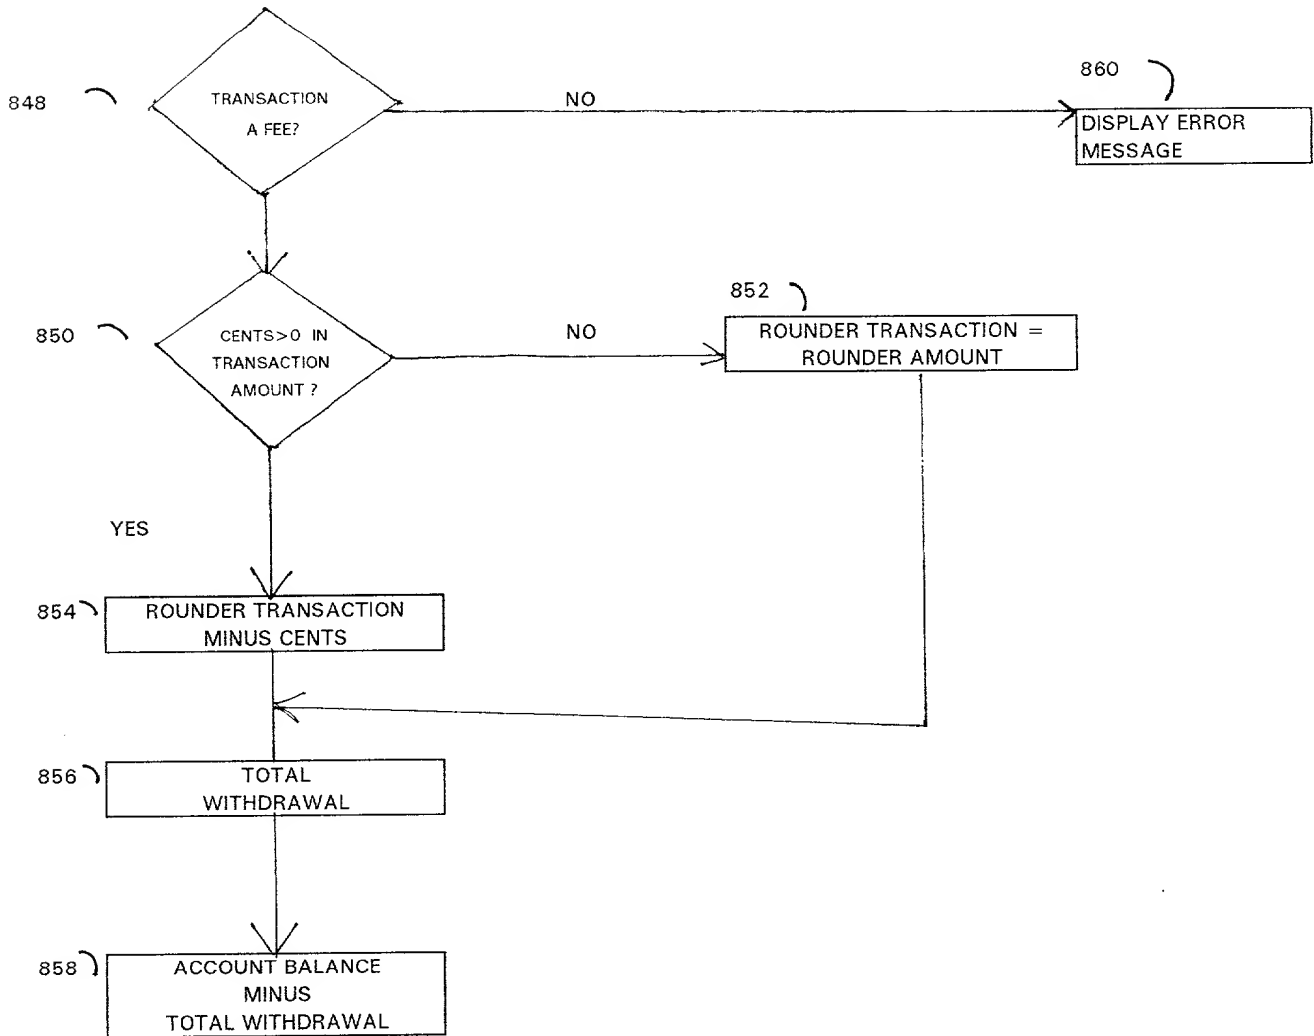 848
TRANSACTION
A FEE?
NO
860
DISPLAY ERROR
MESSAGE
850
CENTS>0 IN
TRANSACTION
AMOUNT ?
NO
852
ROUNDER TRANSACTION =
ROUNDER AMOUNT
YES
854
ROUNDER TRANSACTION
MINUS CENTS
856
TOTAL
WITHDRAWAL
858
ACCOUNT BALANCE
MINUS
TOTAL WITHDRAWAL